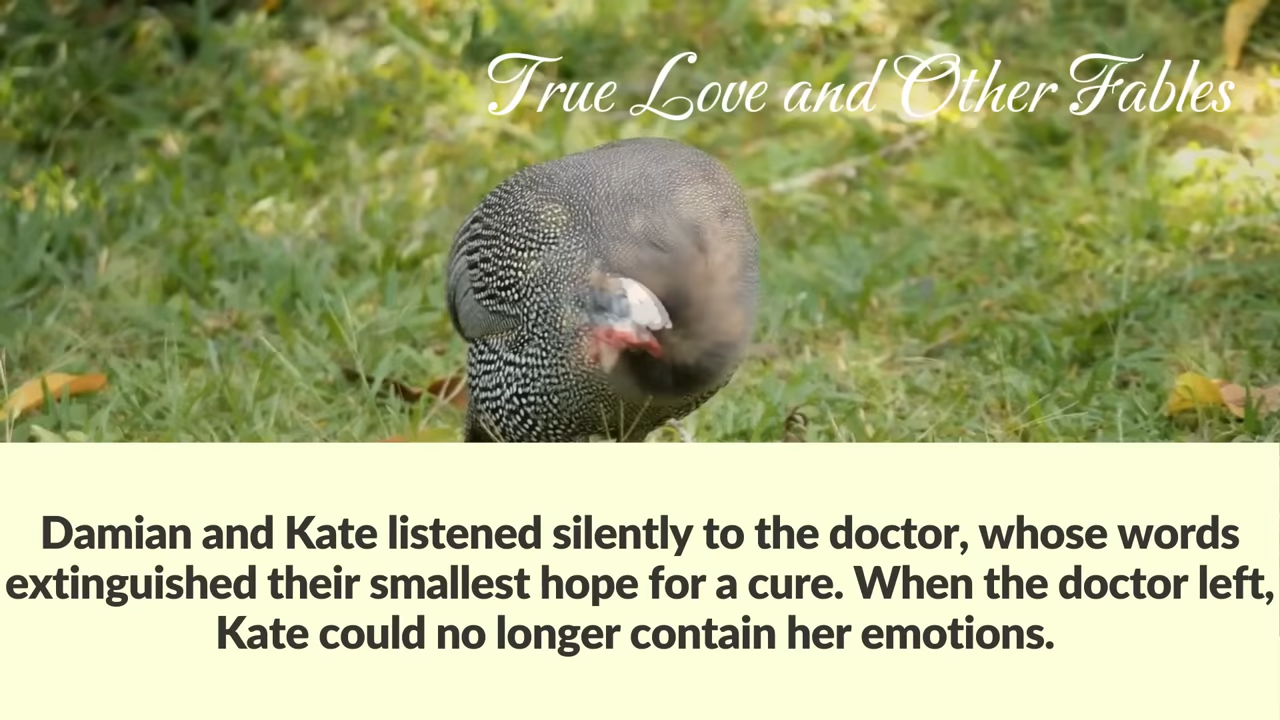 True Love and Other Fables
Damian and Kate listened silently to the doctor, whose words
extinguished their smallest hope for a cure. When the doctor left,
Kate could no longer contain her emotions.